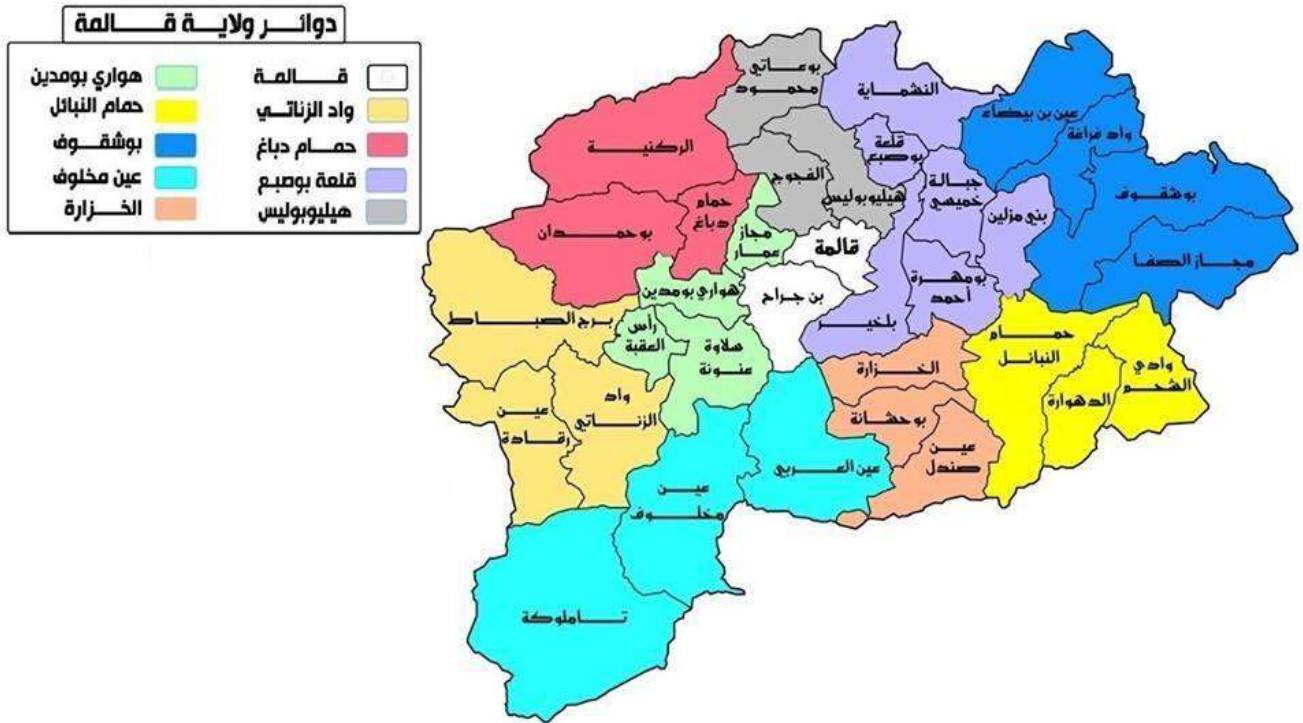 دوائر ولاية قالمة
قالمة
هواري بومدين
واد الزناتي
حمام النبائل
حمام دباغ
بوشقوف
قلعة بوصبع
عين مخلوف
هيليوبوليس
الخزارة
بوعاتي
محمود
النشماية
عين بن بيضاء
واد فراغة
الركنية
قلعة
بوصبع
الفجوج
هيليوبوليس
جبالة
خميسي
بني مزلين
بوشقوف
حمام
دباغ
بوحمدان
مجاز
عمار
قالمة
بومهرة
أحمد
مجاز الصفا
هواري بومدين
بن جراح
بلخير
برج الصباط
رأس
العقبة
سلاوة
عنونة
حمام
النبائل
وادي
الشحم
الدهوارة
الخزارة
بوحشانة
عين
صندل
واد
الزناتي
عين
رقادة
عين العربي
عين
مخلوف
تاملوكة